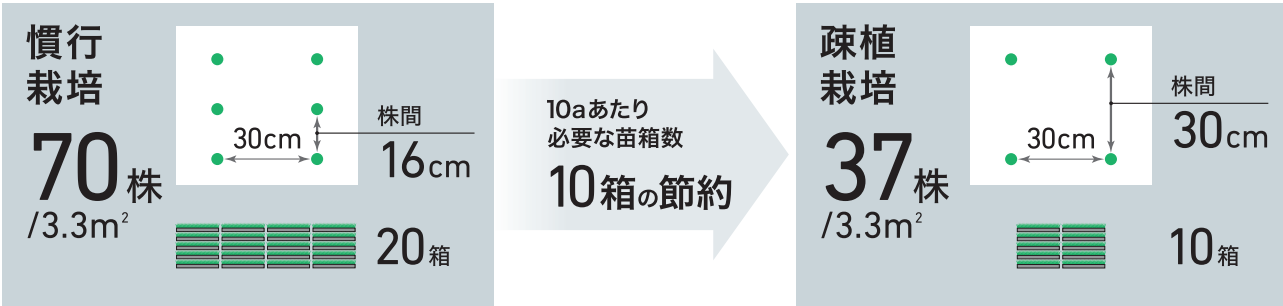 慣行
栽培
70株
/3.3m²
30cm
株間
16cm
20箱
10aあたり
必要な苗箱数
10箱の節約
疎植
栽培
37株
/3.3m²
30cm
株間
30cm
10箱